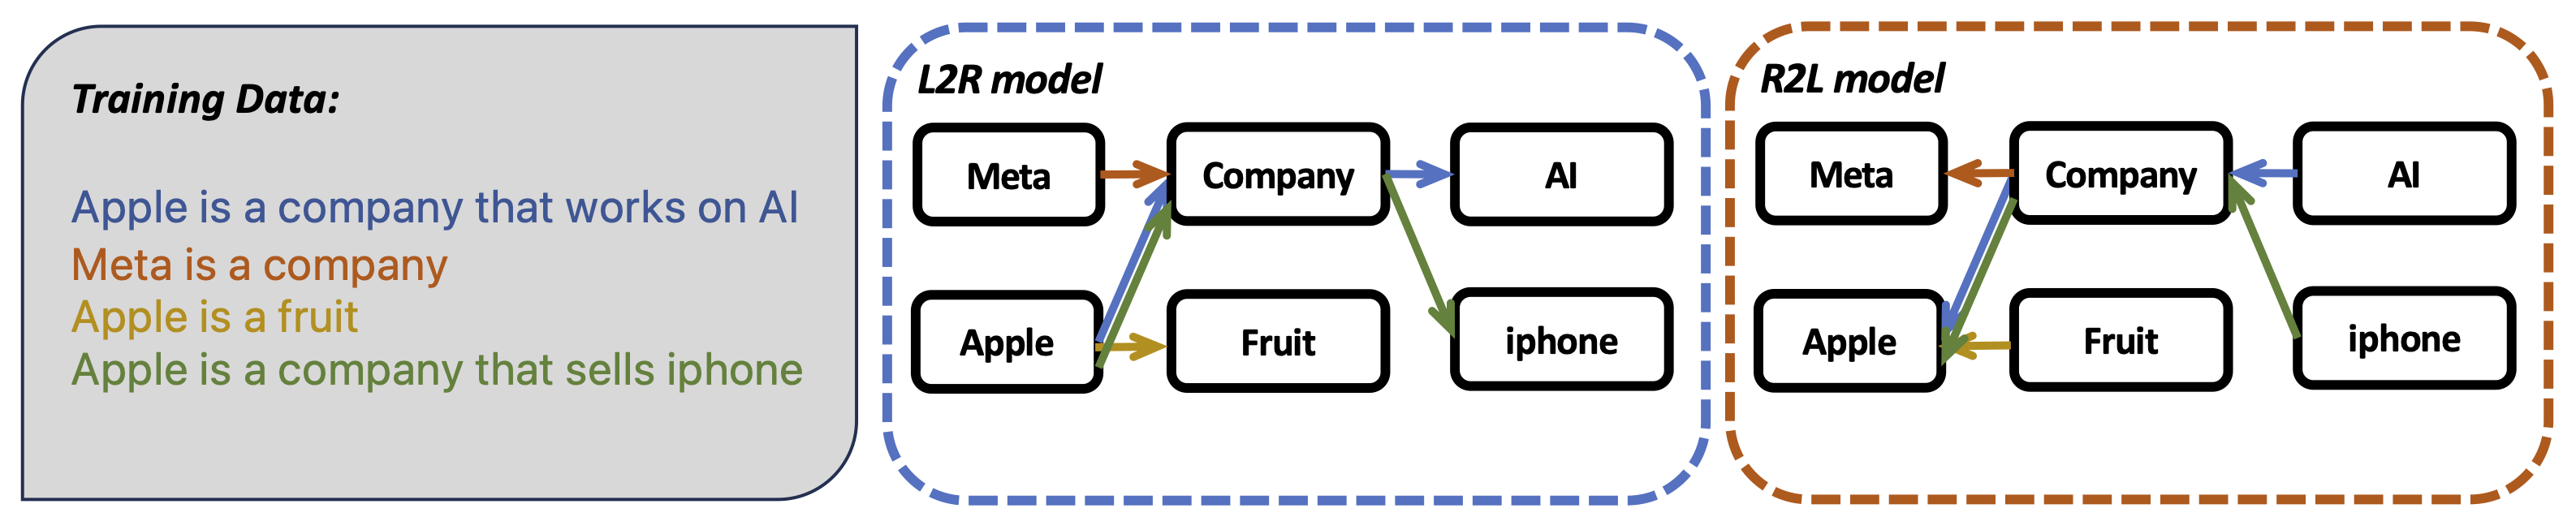 Training Data:
Apple is a company that works on AI
Meta is a company
Apple is a fruit
Apple is a company that sells iphone
L2R model
Meta
Company
AI
Apple
Fruit
iphone
R2L model
Meta
Company
AI
Apple
Fruit
iphone